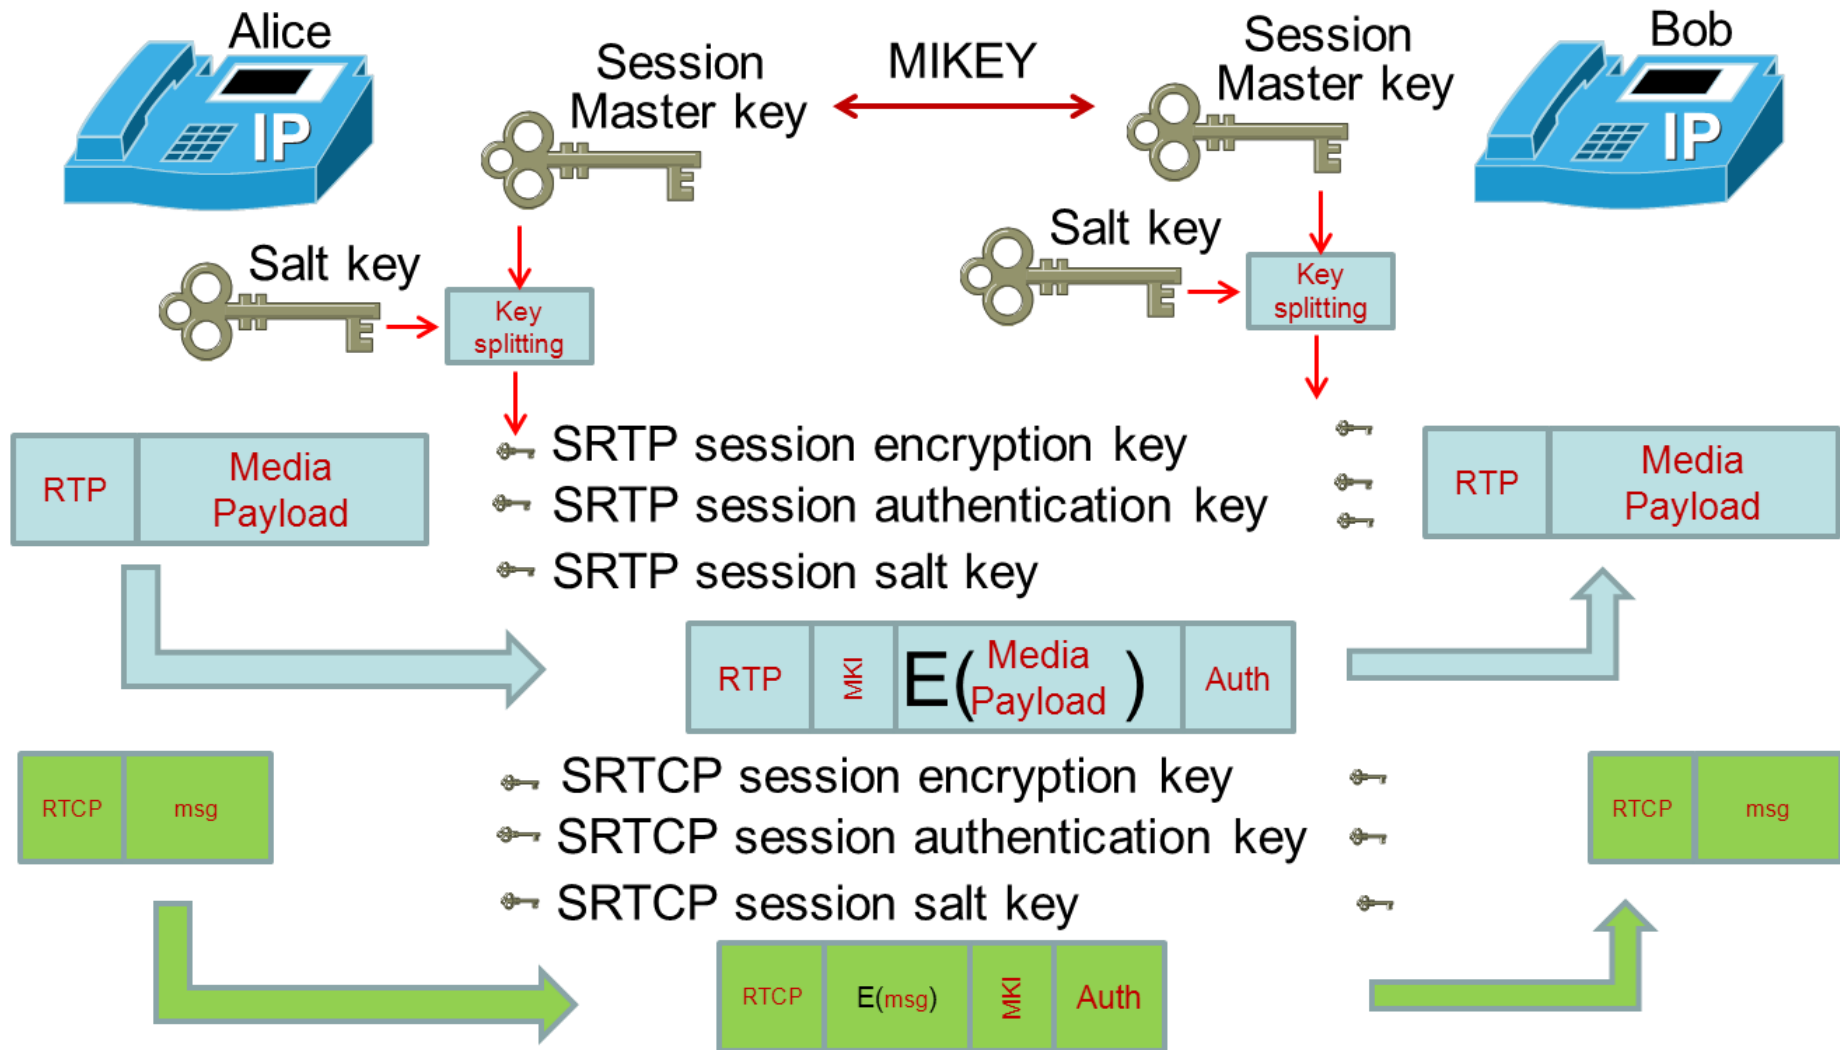 Alice
IP
Session
Master key
MIKEY
Session
Master key
Bob
IP
Salt key
Key
splitting
Salt key
Key
splitting
RTP
Media
Payload
SRTP session encryption key
SRTP session authentication key
SRTP session salt key
RTP
Media
Payload
RTP
MKI
E(Media
Payload)
Auth
RTCP
msg
SRTCP session encryption key
SRTCP session authentication key
SRTCP session salt key
RTCP
msg
RTCP
E(msg)
MKI
Auth